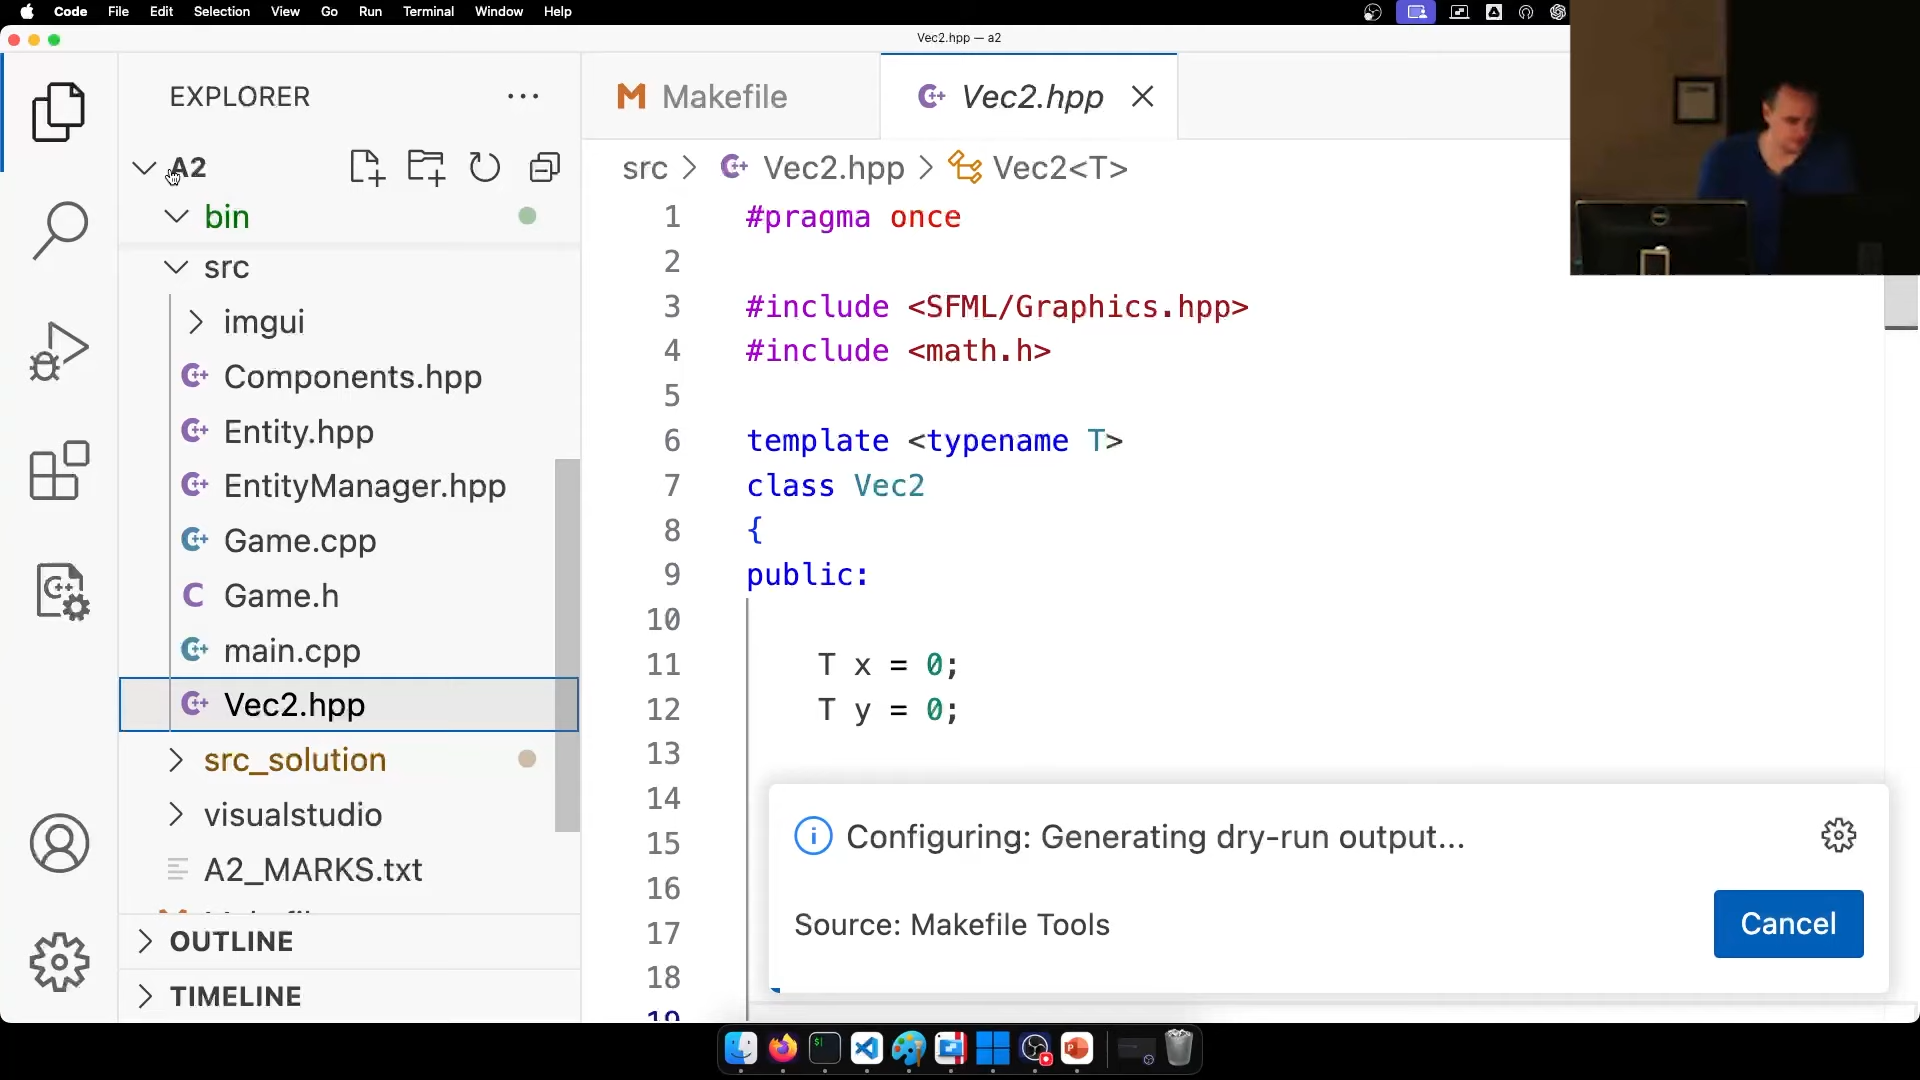 Code File Edit Selection View Go Run Terminal Window Help
Vec2.hpp — a2
EXPLORER
Makefile
Vec2.hpp
A2
src > Vec2.hpp > Vec2<T>
bin
src
imgui
Components.hpp
Entity.hpp
EntityManager.hpp
Game.cpp
Game.h
main.cpp
Vec2.hpp
src_solution
visualstudio
A2_MARKS.txt
OUTLINE
TIMELINE
1 #pragma once
2
3 #include <SFML/Graphics.hpp>
4 #include <math.h>
5
6 template <typename T>
7 class Vec2
8 {
9 public:
10
11 T x = 0;
12 T y = 0;
13
14
15
16
17
18
19
Configuring: Generating dry-run output...
Source: Makefile Tools
Cancel